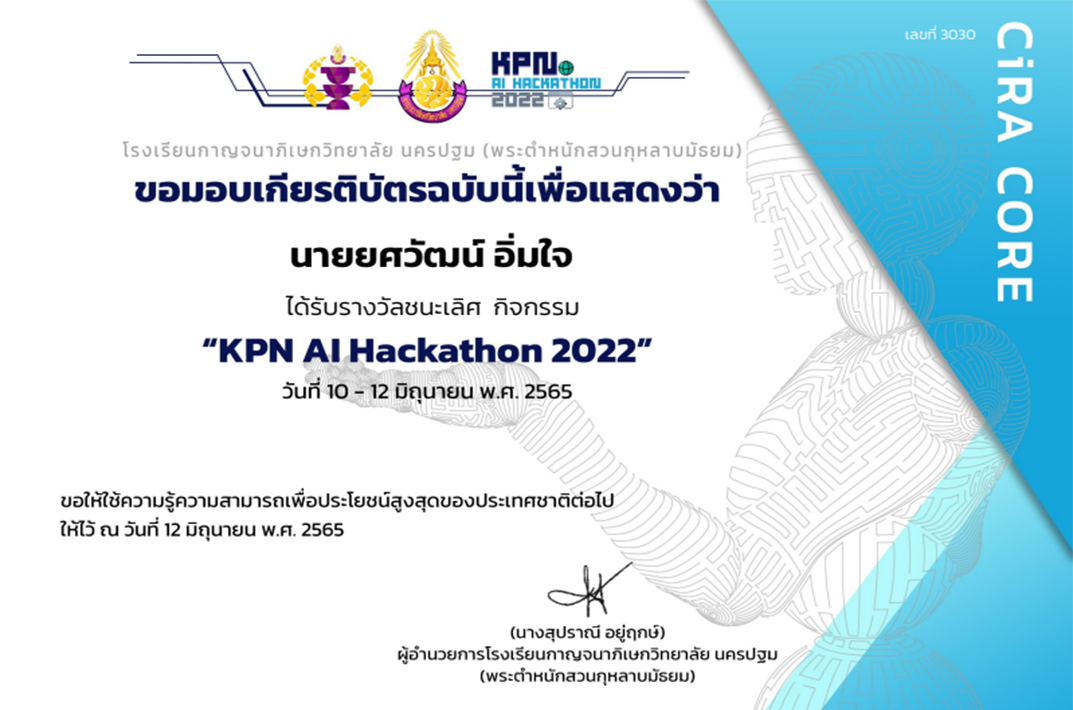 เลขที่ 3030
CiRA CORE
KPN
AI HACKATHON
2022
โรงเรียนกาญจนาภิเษกวิทยาลัย นครปฐม (พระตำหนักสวนกุหลาบมัธยม)
ขอมอบเกียรติบัตรฉบับนี้เพื่อแสดงว่า
นายยศวัฒน์ อิ่มใจ
ได้รับรางวัลชนะเลิศ กิจกรรม
“KPN AI Hackathon 2022”
วันที่ 10 - 12 มิถุนายน พ.ศ. 2565
ขอให้ใช้ความรู้ความสามารถเพื่อประโยชน์สูงสุดของประเทศชาติต่อไป
ให้ไว้ ณ วันที่ 12 มิถุนายน พ.ศ. 2565
(นางสุปราณี อยู่ฤกษ์)
ผู้อำนวยการโรงเรียนกาญจนาภิเษกวิทยาลัย นครปฐม
(พระตำหนักสวนกุหลาบมัธยม)